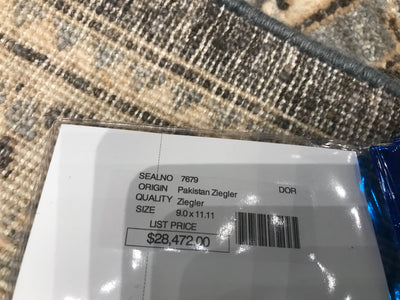 SEALNO 7679
ORIGIN Pakistan Ziegler DOR
QUALITY Ziegler
SIZE 9.0 x 11.11
LIST PRICE
$28,472.00